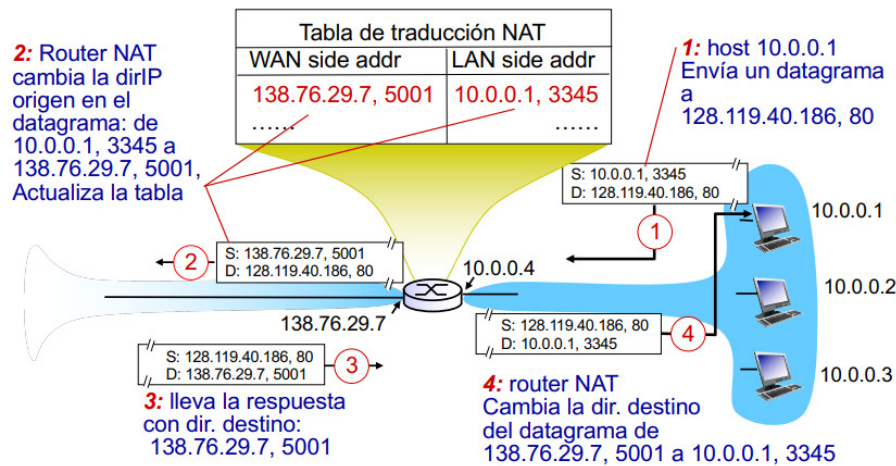 Tabla de traducción NAT
WAN side addr LAN side addr
138.76.29.7, 5001 10.0.0.1, 3345
...... ......
2: Router NAT
cambia la dirIP
origen en el
datagrama: de
10.0.0.1, 3345 a
138.76.29.7, 5001,
Actualiza la tabla
1: host 10.0.0.1
Envía un datagrama
a
128.119.40.186, 80
S: 10.0.0.1, 3345
D: 128.119.40.186, 80
1
10.0.0.1
S: 138.76.29.7, 5001
D: 128.119.40.186, 80
2
10.0.0.4
10.0.0.2
138.76.29.7
S: 128.119.40.186, 80
D: 10.0.0.1, 3345
4
S: 128.119.40.186, 80
D: 138.76.29.7, 5001
3
10.0.0.3
3: lleva la respuesta
con dir. destino:
138.76.29.7, 5001
4: router NAT
Cambia la dir. destino
del datagrama de
138.76.29.7, 5001 a 10.0.0.1, 3345